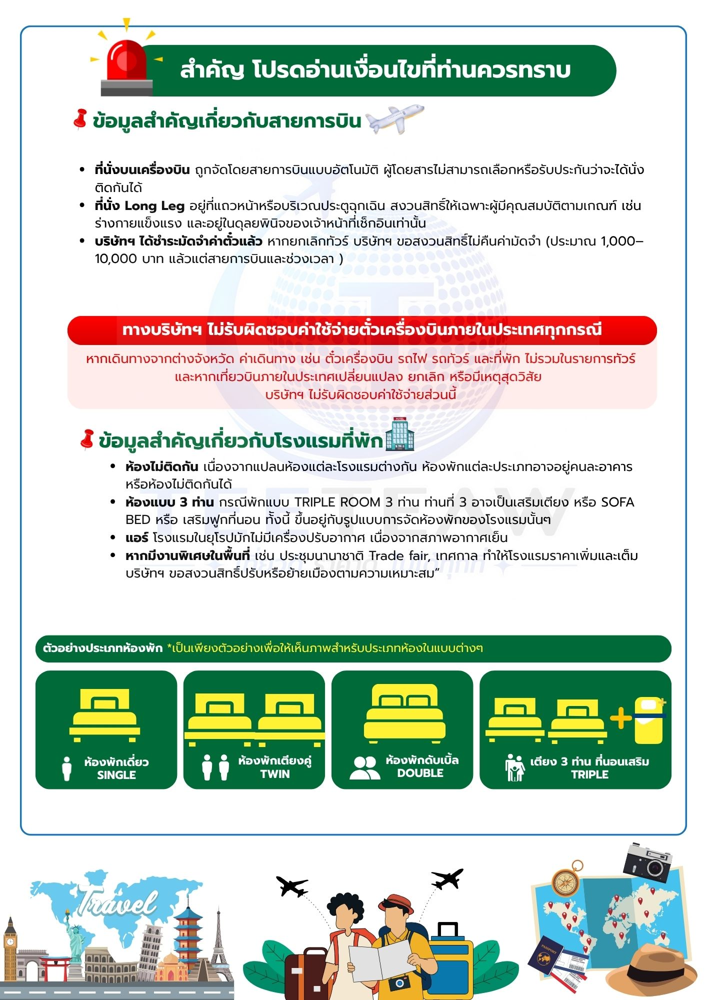 สำคัญ โปรดอ่านเงื่อนไขที่ท่านควรทราบ
ข้อมูลสำคัญเกี่ยวกับสายการบิน
• ที่นั่งบนเครื่องบิน ถูกจัดโดยสายการบินแบบอัตโนมัติ ผู้โดยสารไม่สามารถเลือกหรือรับประกันว่าจะได้นั่ง
ติดกันได้
• ที่นั่ง Long Leg อยู่ที่แถวหน้าหรือบริเวณประตูฉุกเฉิน สงวนสิทธิ์ให้เฉพาะผู้มีคุณสมบัติตามเกณฑ์ เช่น
ร่างกายแข็งแรง และอยู่ในดุลยพินิจของเจ้าหน้าที่เช็กอินเท่านั้น
• บริษัทฯ ได้ชำระมัดจำค่าตั๋วแล้ว หากยกเลิกทัวร์ บริษัทฯ ขอสงวนสิทธิ์ไม่คืนค่ามัดจำ (ประมาณ 1,000–
10,000 บาท แล้วแต่สายการบินและช่วงเวลา )
ทางบริษัทฯ ไม่รับผิดชอบค่าใช้จ่ายตั๋วเครื่องบินภายในประเทศทุกกรณี
หากเดินทางจากต่างจังหวัด ค่าเดินทาง เช่น ตั๋วเครื่องบิน รถไฟ รถทัวร์ และที่พัก ไม่รวมในรายการทัวร์
และหากเที่ยวบินภายในประเทศเปลี่ยนแปลง ยกเลิก หรือมีเหตุสุดวิสัย
บริษัทฯ ไม่รับผิดชอบค่าใช้จ่ายส่วนนี้
HOTEL
ข้อมูลสำคัญเกี่ยวกับโรงแรมที่พัก
• ห้องไม่ติดกัน เนื่องจากแปลนห้องแต่ละโรงแรมต่างกัน ห้องพักแต่ละประเภทอาจอยู่คนละอาคาร
หรือห้องไม่ติดกันได้
• ห้องแบบ 3 ท่าน กรณีพักแบบ TRIPLE ROOM 3 ท่าน ท่านที่ 3 อาจเป็นเสริมเตียง หรือ SOFA
BED หรือ เสริมฟูกที่นอน ทั้งนี้ ขึ้นอยู่กับรูปแบบการจัดห้องพักของโรงแรมนั้นๆ
• แอร์ โรงแรมในยุโรปมักไม่มีเครื่องปรับอากาศ เนื่องจากสภาพอากาศเย็น
• หากมีงานพิเศษในพื้นที่ เช่น ประชุมนานาชาติ Trade fair, เทศกาล ทำให้โรงแรมราคาเพิ่มและเต็ม
บริษัทฯ ขอสงวนสิทธิ์ปรับหรือย้ายเมืองตามความเหมาะสม”
TEETEAW
เที่ยวดี ราคาดี ไปได้ทุกที่
ตัวอย่างประเภทห้องพัก *เป็นเพียงตัวอย่างเพื่อให้เห็นภาพสำหรับประเภทห้องในแบบต่างๆ
ห้องพักเดี่ยว
SINGLE
ห้องพักเตียงคู่
TWIN
ห้องพักดับเบิ้ล
DOUBLE
เตียง 3 ท่าน ที่นอนเสริม
TRIPLE
Travel
PASSPORT